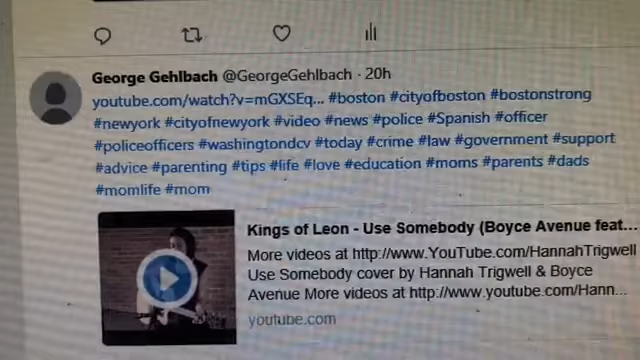 George Gehlbach @GeorgeGehlbach · 20h
youtube.com/watch?v=mGXSEq... #boston #cityofboston #bostonstrong
#newyork #cityofnewyork #video #news #police #Spanish #officer
#policeofficers #washingtondcv #today #crime #law #government #support
#advice #parenting #tips #life #love #education #moms #parents #dads
#momlife #mom
Kings of Leon - Use Somebody (Boyce Avenue feat...
More videos at http://www.YouTube.com/HannahTrigwell
Use Somebody cover by Hannah Trigwell & Boyce
Avenue More videos at http://www.youtube.com/Hann...
youtube.com